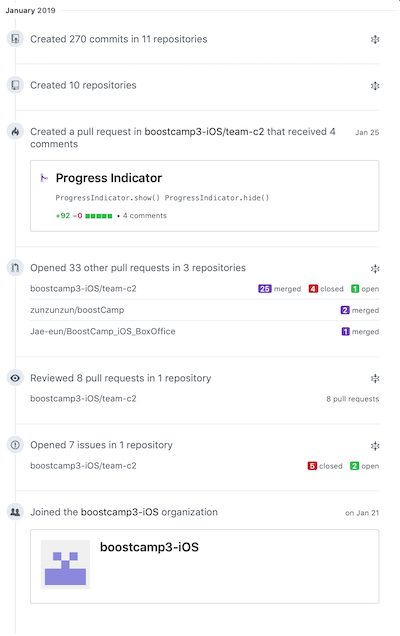 January 2019
Created 270 commits in 11 repositories
Created 10 repositories
Created a pull request in boostcamp3-iOS/team-c2 that received 4 Jan 25
comments
Progress Indicator
ProgressIndicator.show() ProgressIndicator.hide()
+92 −0 • 4 comments
Opened 33 other pull requests in 3 repositories
boostcamp3-iOS/team-c2 25 merged 4 closed 1 open
zunzunzun/boostCamp 2 merged
Jae-eun/BoostCamp_iOS_BoxOffice 1 merged
Reviewed 8 pull requests in 1 repository
boostcamp3-iOS/team-c2 8 pull requests
Opened 7 issues in 1 repository
boostcamp3-iOS/team-c2 5 closed 2 open
Joined the boostcamp3-iOS organization on Jan 21
boostcamp3-iOS